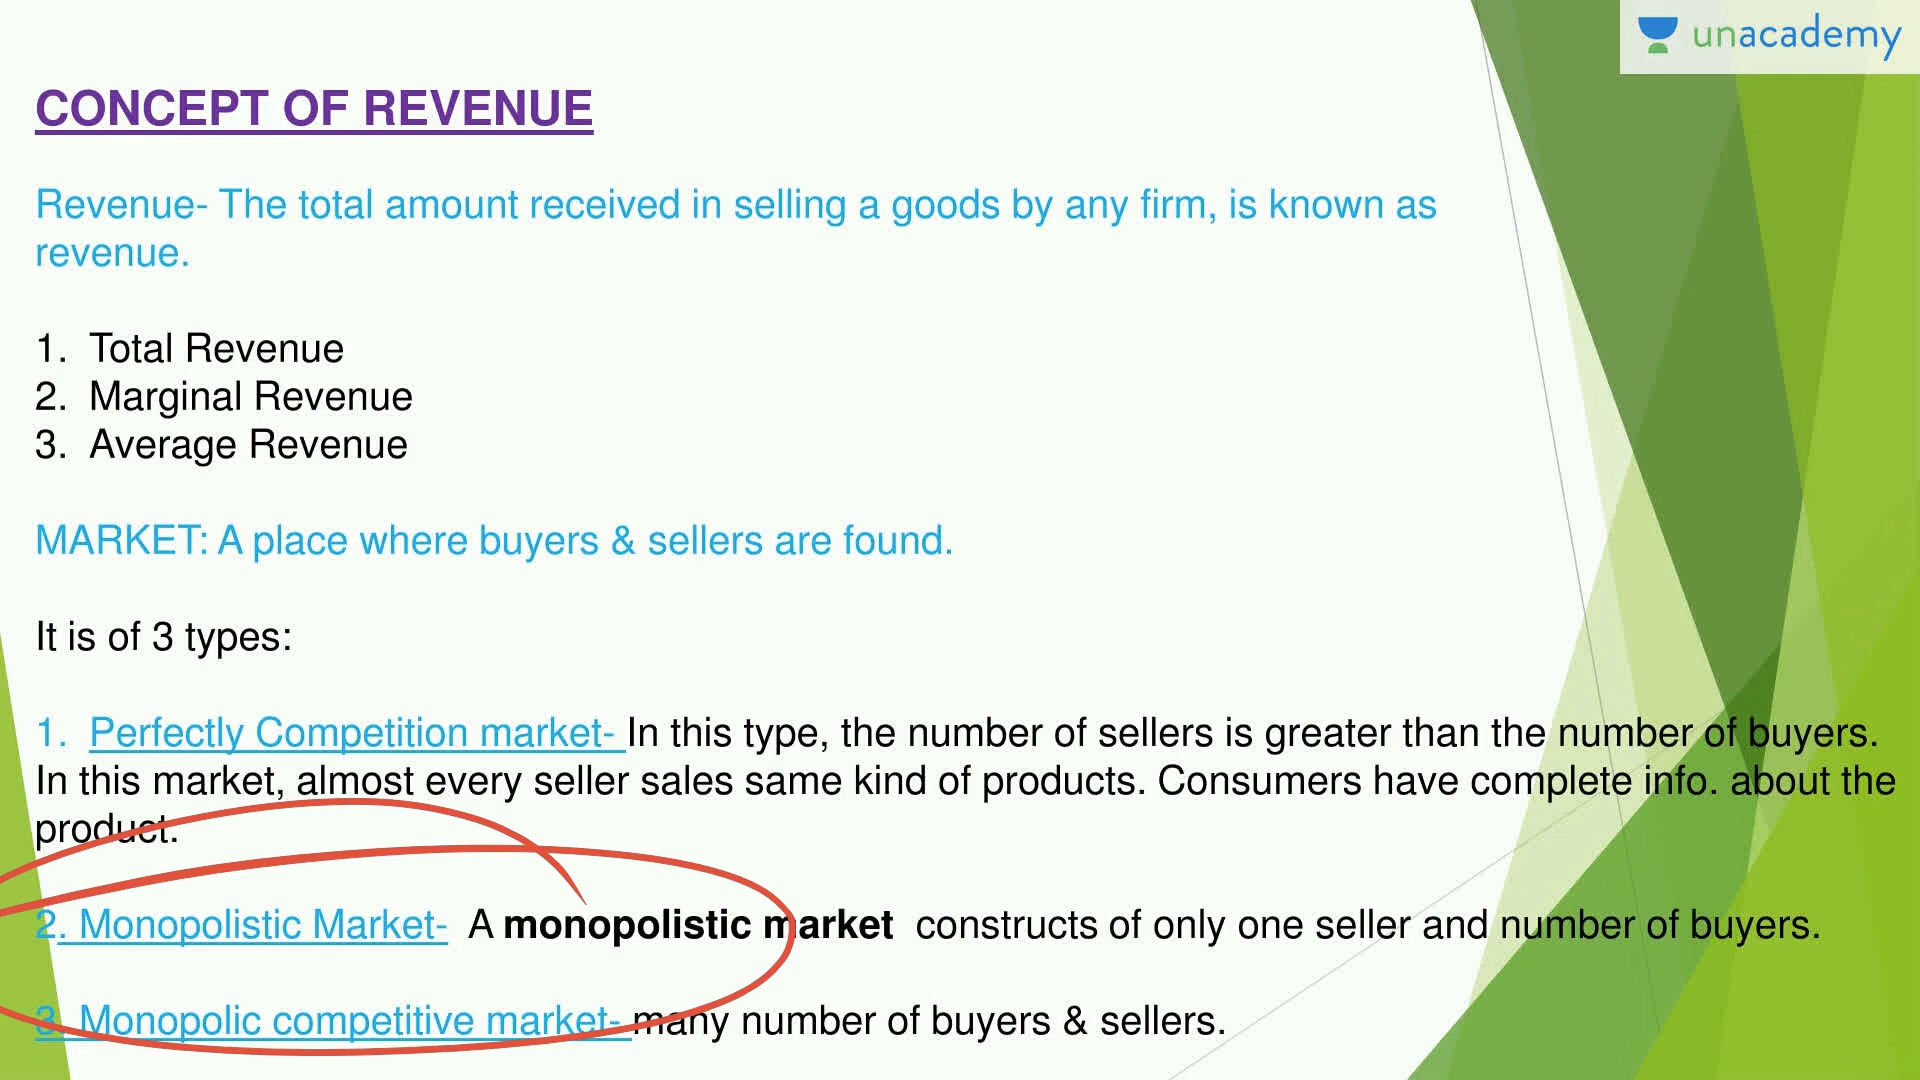 unacademy
CONCEPT OF REVENUE
Revenue- The total amount received in selling a goods by any firm, is known as
revenue.
1. Total Revenue
2. Marginal Revenue
3. Average Revenue
MARKET: A place where buyers & sellers are found.
It is of 3 types:
1. Perfectly Competition market- In this type, the number of sellers is greater than the number of buyers.
In this market, almost every seller sales same kind of products. Consumers have complete info. about the
product.
2. Monopolistic Market- A monopolistic market constructs of only one seller and number of buyers.
3. Monopolic competitive market- many number of buyers & sellers.